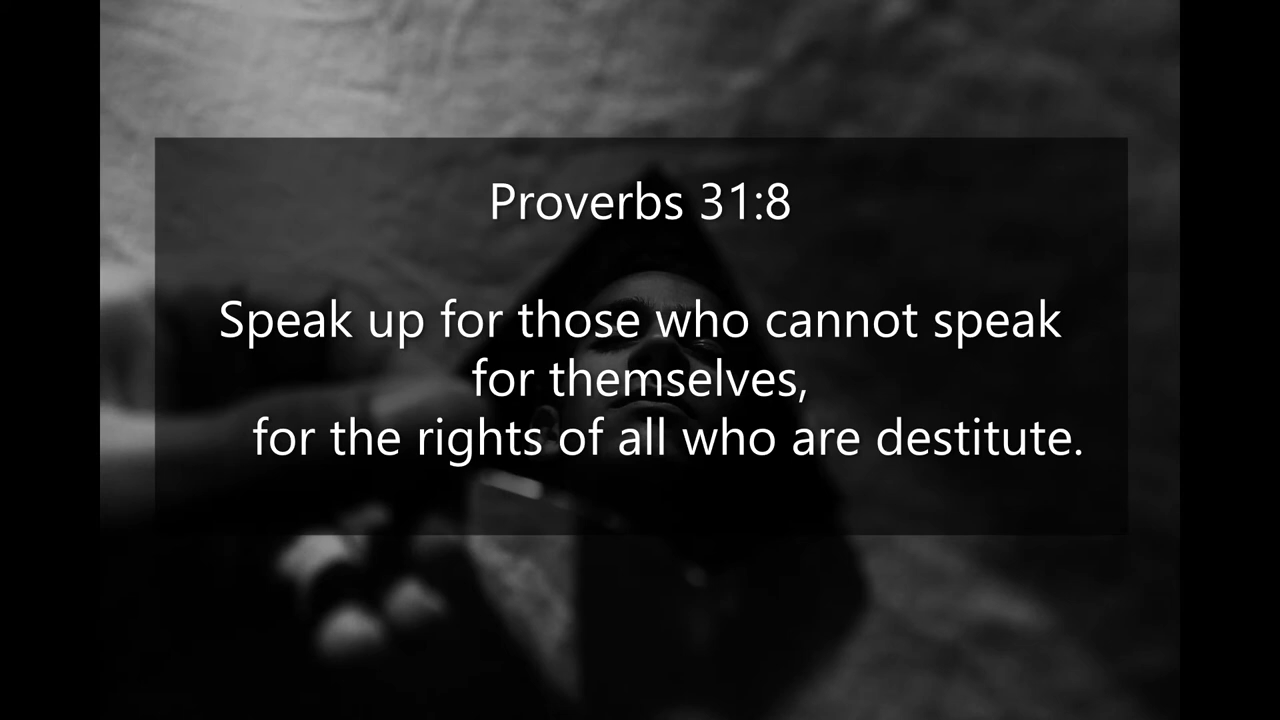 Proverbs 31:8
Speak up for those who cannot speak
for themselves,
for the rights of all who are destitute.